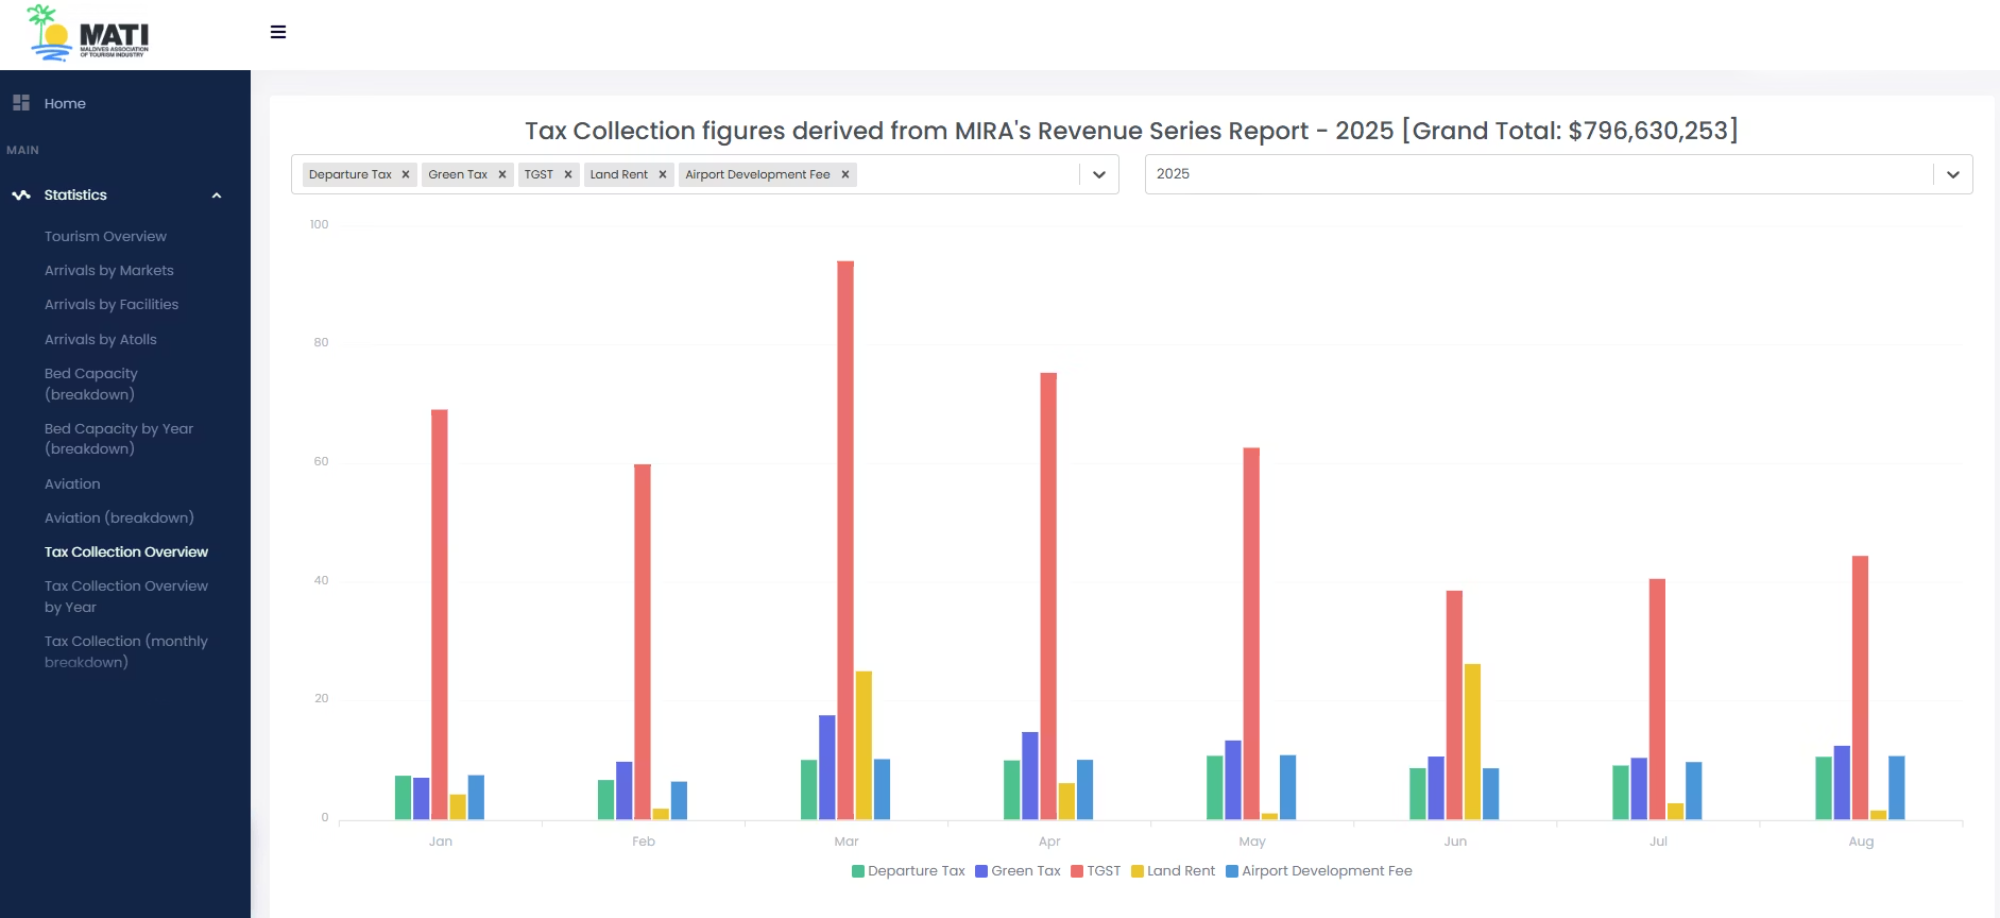 MATI
MALDIVES ASSOCIATION
OF TOURISM INDUSTRY
Home
MAIN
Statistics
Tourism Overview
Arrivals by Markets
Arrivals by Facilities
Arrivals by Atolls
Bed Capacity
(breakdown)
Bed Capacity by Year
(breakdown)
Aviation
Aviation (breakdown)
Tax Collection Overview
Tax Collection Overview
by Year
Tax Collection (monthly
breakdown)
Tax Collection figures derived from MIRA's Revenue Series Report - 2025 [Grand Total: $796,630,253]
Departure Tax × Green Tax × TGST × Land Rent × Airport Development Fee ×
2025
100
80
60
40
20
0
Jan Feb Mar Apr May Jun Jul Aug
Departure Tax Green Tax TGST Land Rent Airport Development Fee